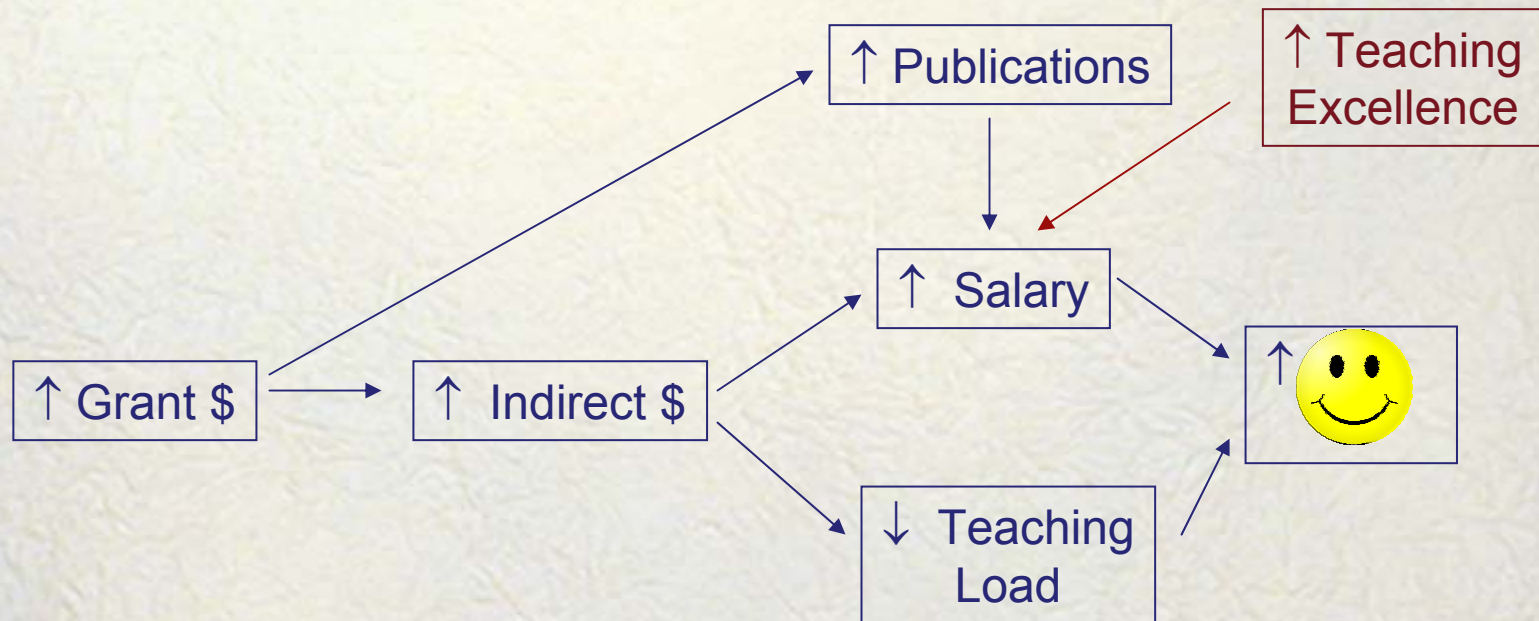 ↑ Publications
↑ Teaching
Excellence
↑ Salary
↑ Grant $
↑ Indirect $
↑
↓ Teaching
Load